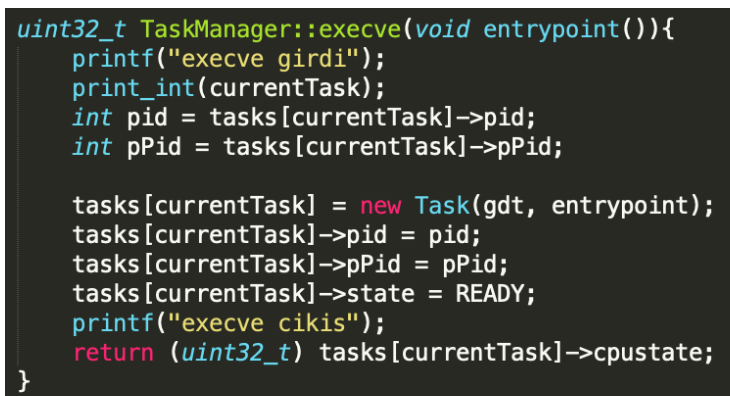 uint32_t TaskManager::execve(void entrypoint()){
    printf("execve girdi");
    print_int(currentTask);
    int pid = tasks[currentTask]->pid;
    int pPid = tasks[currentTask]->pPid;

    tasks[currentTask] = new Task(gdt, entrypoint);
    tasks[currentTask]->pid = pid;
    tasks[currentTask]->pPid = pPid;
    tasks[currentTask]->state = READY;
    printf("execve cikis");
    return (uint32_t) tasks[currentTask]->cpustate;
}